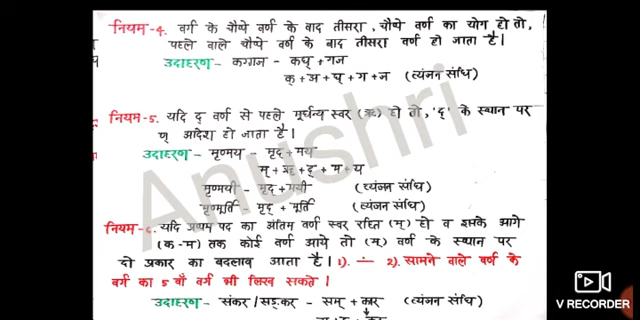 नियम-4. वर्ग के चौथे वर्ण के बाद तीसरा, चौथे वर्ण का योग हो तो,
पहले वाले चौथे वर्ण के बाद तीसरा वर्ण हो जाता है।
उदाहरण - कग्गज - कघ् + गज
क् + अ + घ् + ग + ज (व्यंजन संधि)
नियम-5. यदि द् वर्ण से पहले मूर्धन्य स्वर (ऋ) हो तो, 'द्' के स्थान पर
ण् आदेश हो जाता है।
उदाहरण - मृण्मय - मृद् + मय
म् + ऋ + द् + म + य
मृण्मयी - मृद् + मयी (व्यंजन संधि)
मृण्मूर्ति - मृद् + मूर्ति (व्यंजन संधि)
नियम-6. यदि प्रथम पद का अंतिम वर्ण स्वर रहित (म्) हो व इसके आगे
(क-म) तक कोई वर्ण आये तो (म्) वर्ण के स्थान पर
दो प्रकार का बदलाव आता है। 1). ∸ 2). सामने वाले वर्ण के
वर्ग का 5 वाँ वर्ग भी लिख सकते।
उदाहरण - संकर/सङ्कर - सम् + कर (व्यंजन संधि)
Anushri
V RECORDER